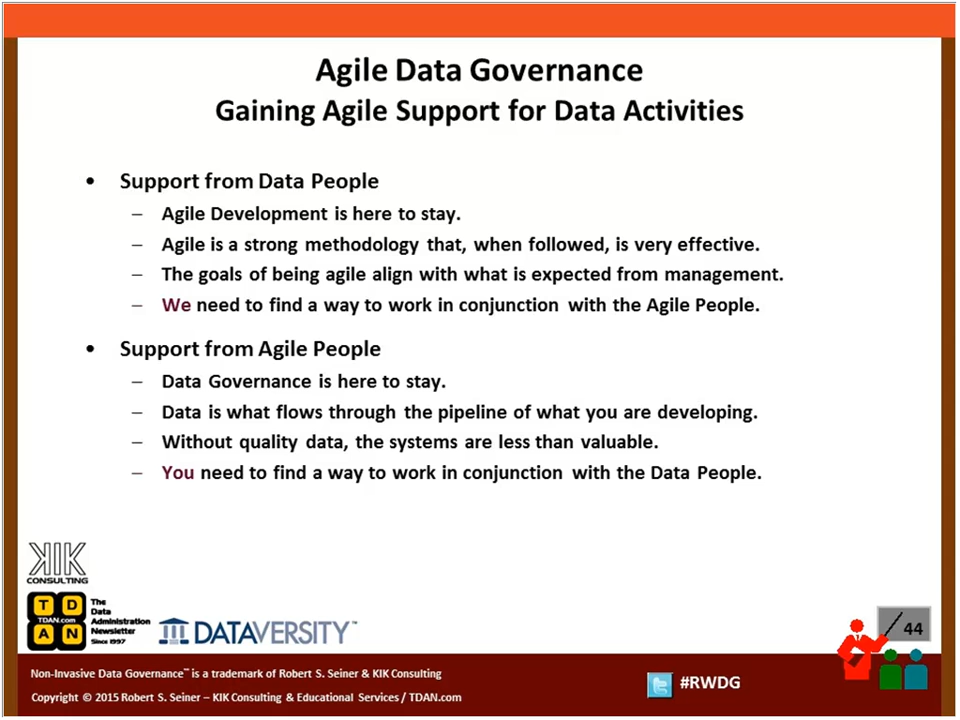 Agile Data Governance
Gaining Agile Support for Data Activities
• Support from Data People
– Agile Development is here to stay.
– Agile is a strong methodology that, when followed, is very effective.
– The goals of being agile align with what is expected from management.
– We need to find a way to work in conjunction with the Agile People.
• Support from Agile People
– Data Governance is here to stay.
– Data is what flows through the pipeline of what you are developing.
– Without quality data, the systems are less than valuable.
– You need to find a way to work in conjunction with the Data People.
KIK
CONSULTING
T D
TDAN.com
A N
The
Data
Administration
Newsletter
Since 1997
DATAVERSITY™
44
Non-Invasive Data Governance™ is a trademark of Robert S. Seiner & KIK Consulting
Copyright © 2015 Robert S. Seiner – KIK Consulting & Educational Services / TDAN.com
#RWDG